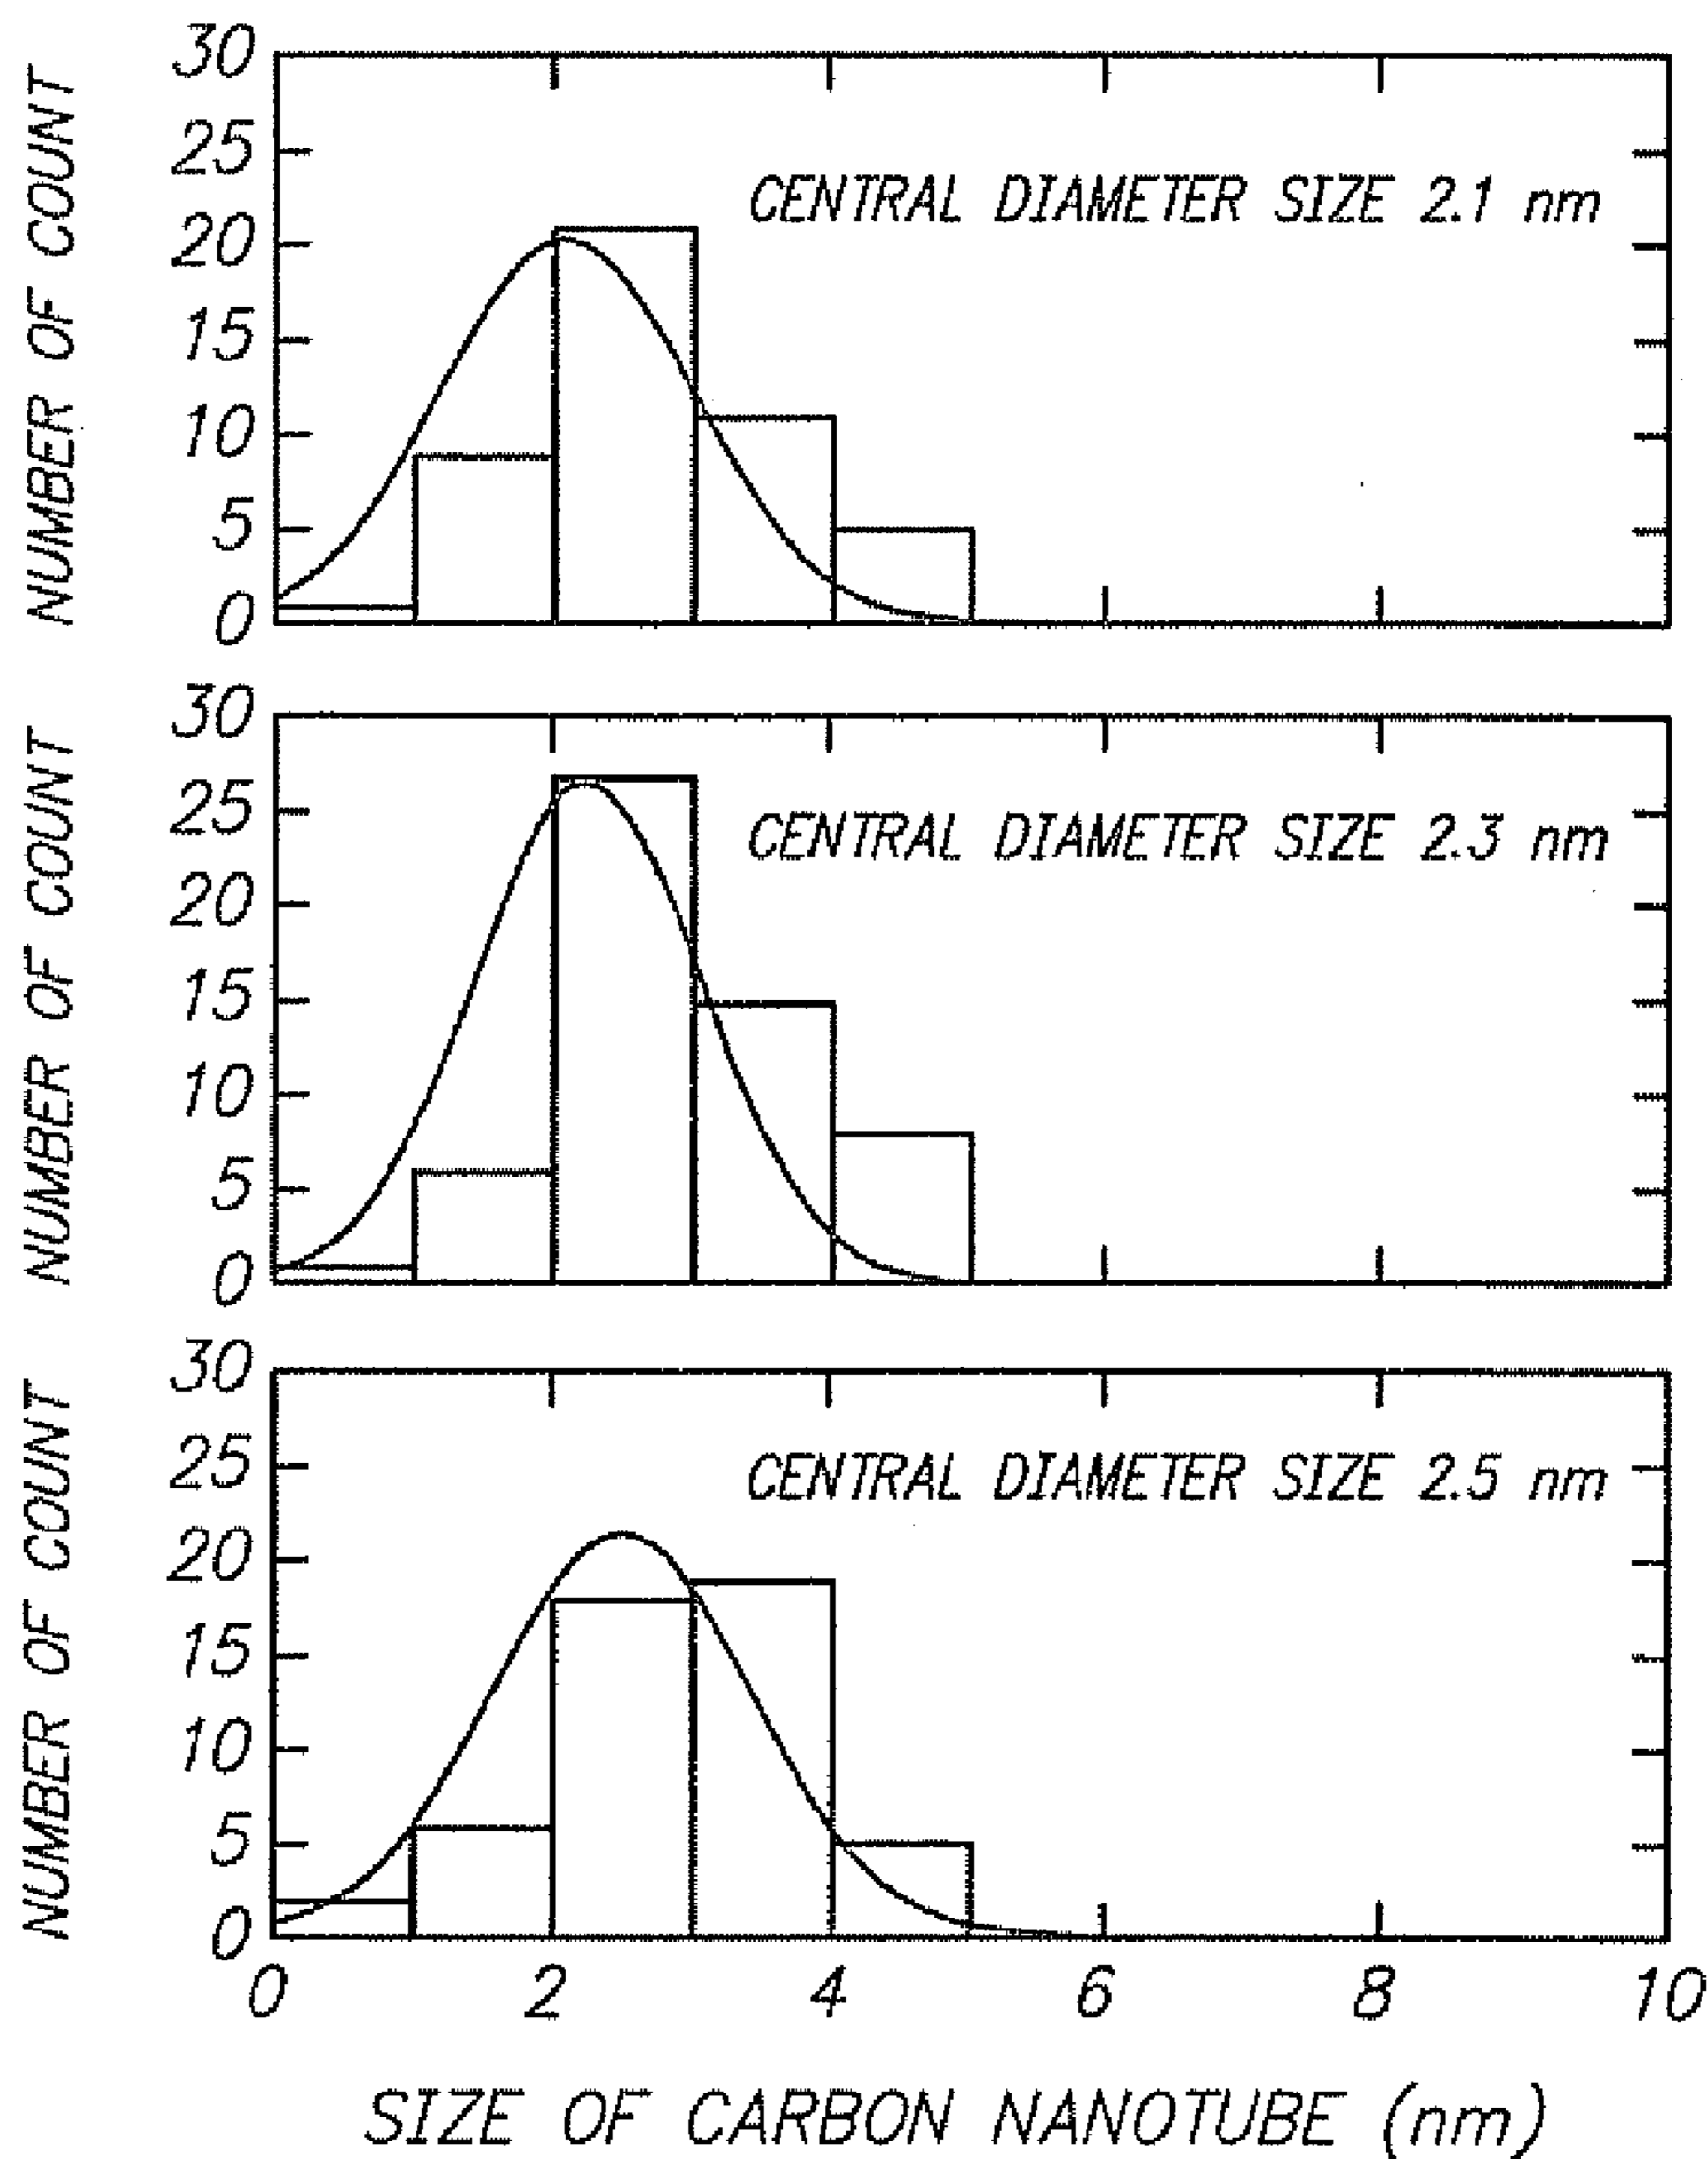 NUMBER OF COUNT
30
25
20
15
10
5
0
CENTRAL DIAMETER SIZE 2.1 nm
NUMBER OF COUNT
30
25
20
15
10
5
0
CENTRAL DIAMETER SIZE 2.3 nm
NUMBER OF COUNT
30
25
20
15
10
5
0
CENTRAL DIAMETER SIZE 2.5 nm
0 2 4 6 8 10
SIZE OF CARBON NANOTUBE (nm)